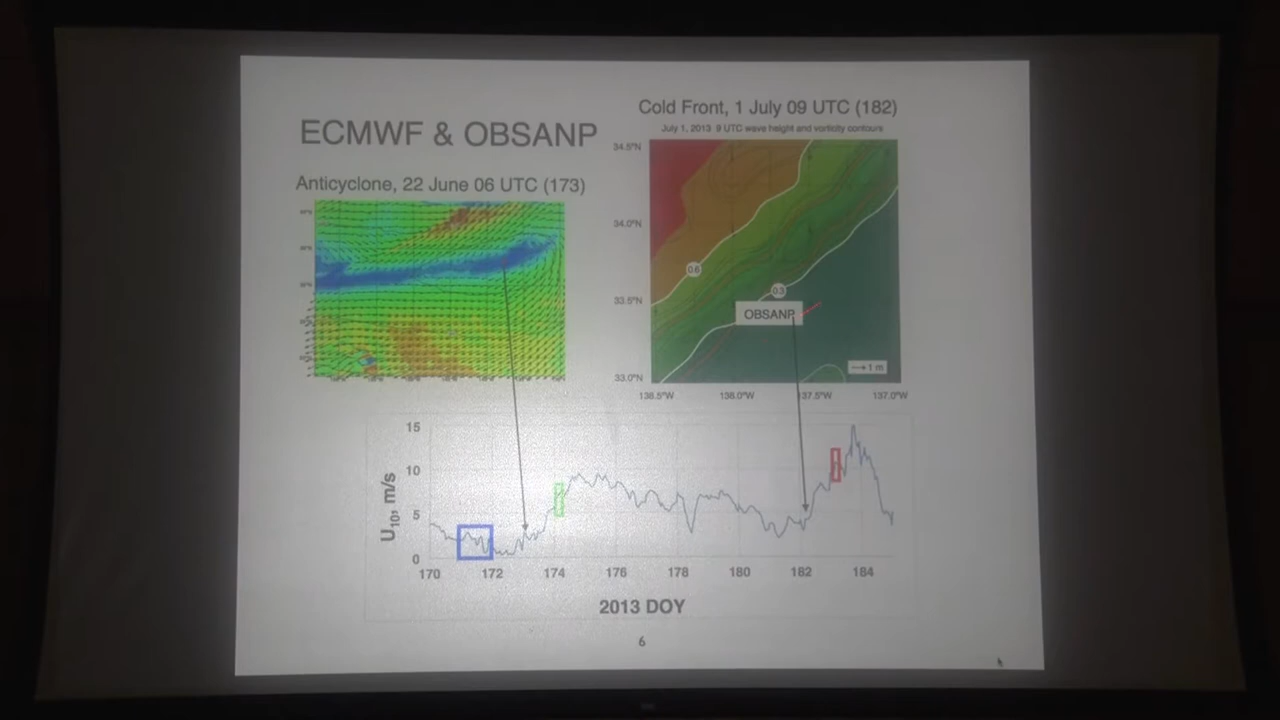 ECMWF & OBSANP
Anticyclone, 22 June 06 UTC (173)
Cold Front, 1 July 09 UTC (182)
July 1, 2013 9 UTC wave height and vorticity contours
34.5°N
34.0°N
33.5°N
33.0°N
0.6
0.3
OBSANP
1 m
138.5°W
138.0°W
137.5°W
137.0°W
15
10
5
0
U10, m/s
170
172
174
176
178
180
182
184
2013 DOY
6